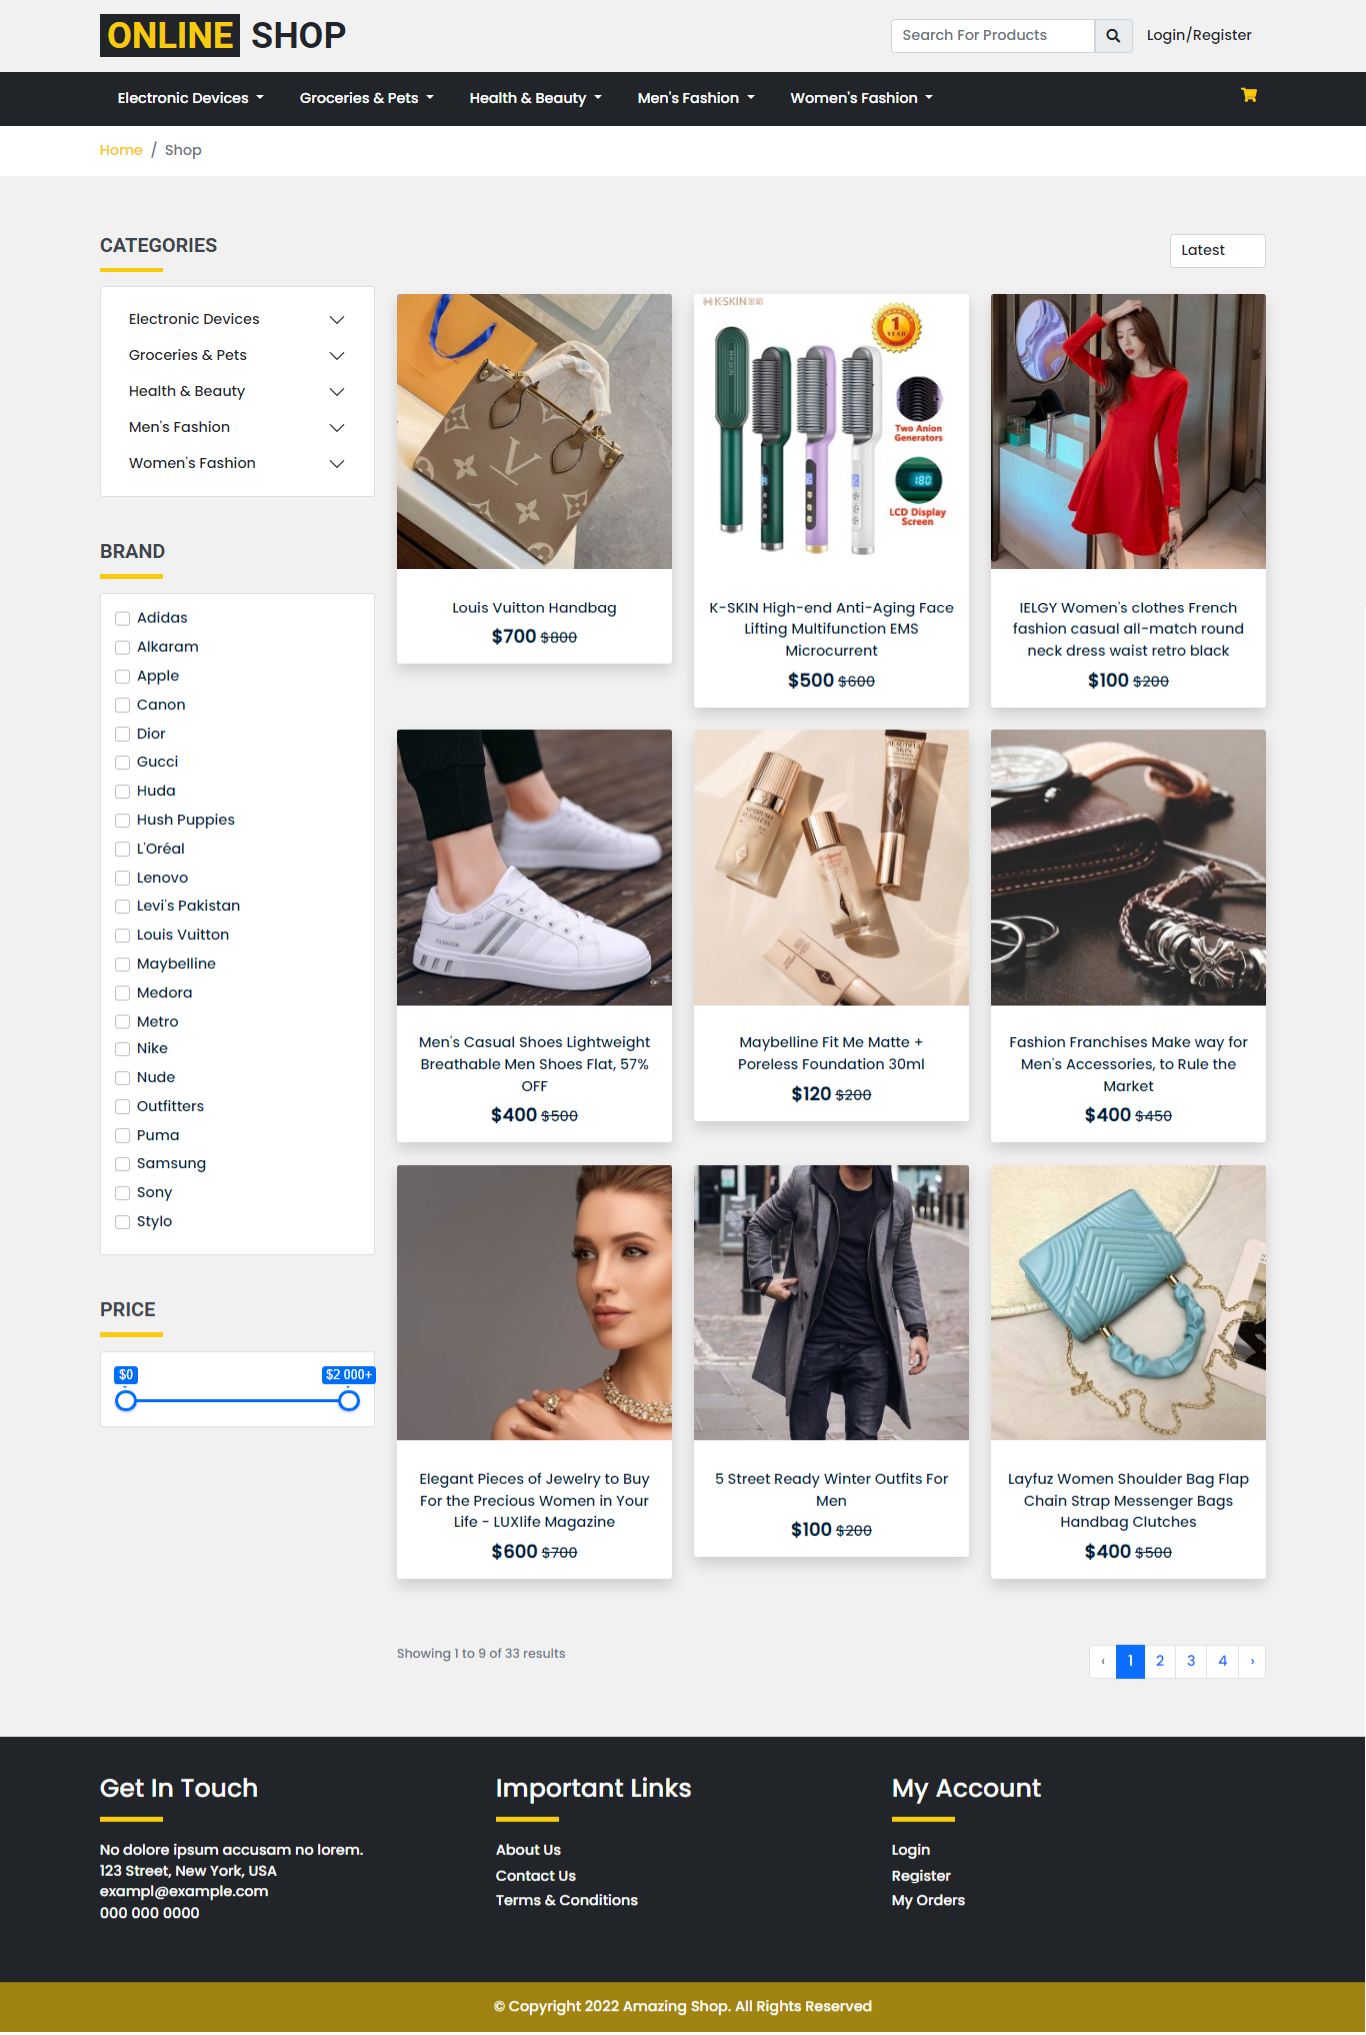 ONLINE SHOP
Search For Products
Login/Register
Electronic Devices
Groceries & Pets
Health & Beauty
Men's Fashion
Women's Fashion
Home / Shop
CATEGORIES
Latest
Electronic Devices
Groceries & Pets
Health & Beauty
Men's Fashion
Women's Fashion
BRAND
Adidas
Alkaram
Apple
Canon
Dior
Gucci
Huda
Hush Puppies
L'Oréal
Lenovo
Levi's Pakistan
Louis Vuitton
Maybelline
Medora
Metro
Nike
Nude
Outfitters
Puma
Samsung
Sony
Stylo
PRICE
$0
$2 000+
Louis Vuitton Handbag
$700 $800
K·SKIN
1
YEAR
Two Anion
Generators
180
LCD Display
Screen
K-SKIN High-end Anti-Aging Face
Lifting Multifunction EMS
Microcurrent
$500 $600
IELGY Women's clothes French
fashion casual all-match round
neck dress waist retro black
$100 $200
FASHION
Men's Casual Shoes Lightweight
Breathable Men Shoes Flat, 57%
OFF
$400 $500
Maybelline Fit Me Matte +
Poreless Foundation 30ml
$120 $200
Fashion Franchises Make way for
Men's Accessories, to Rule the
Market
$400 $450
Elegant Pieces of Jewelry to Buy
For the Precious Women in Your
Life - LUXlife Magazine
$600 $700
5 Street Ready Winter Outfits For
Men
$100 $200
Layfuz Women Shoulder Bag Flap
Chain Strap Messenger Bags
Handbag Clutches
$400 $500
Showing 1 to 9 of 33 results
‹ 1 2 3 4 ›
Get In Touch
No dolore ipsum accusam no lorem.
123 Street, New York, USA
exampl@example.com
000 000 0000
Important Links
About Us
Contact Us
Terms & Conditions
My Account
Login
Register
My Orders
© Copyright 2022 Amazing Shop. All Rights Reserved